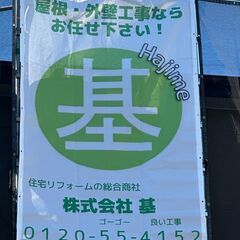 屋根・外壁工事なら
お任せ下さい!
基
Hajime
住宅リフォームの総合商社
株式会社 基
ゴーゴー 良い工事
0120-55-4152